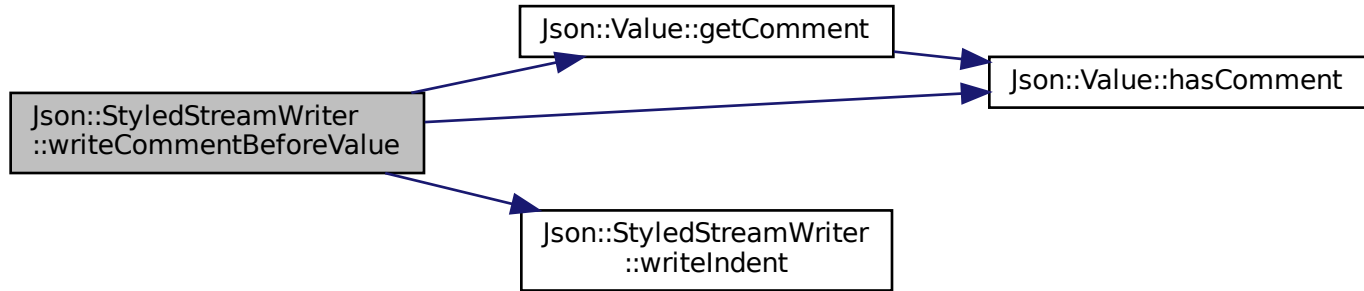 Json::Value::getComment
Json::Value::hasComment
Json::StyledStreamWriter
::writeCommentBeforeValue
Json::StyledStreamWriter
::writeIndent